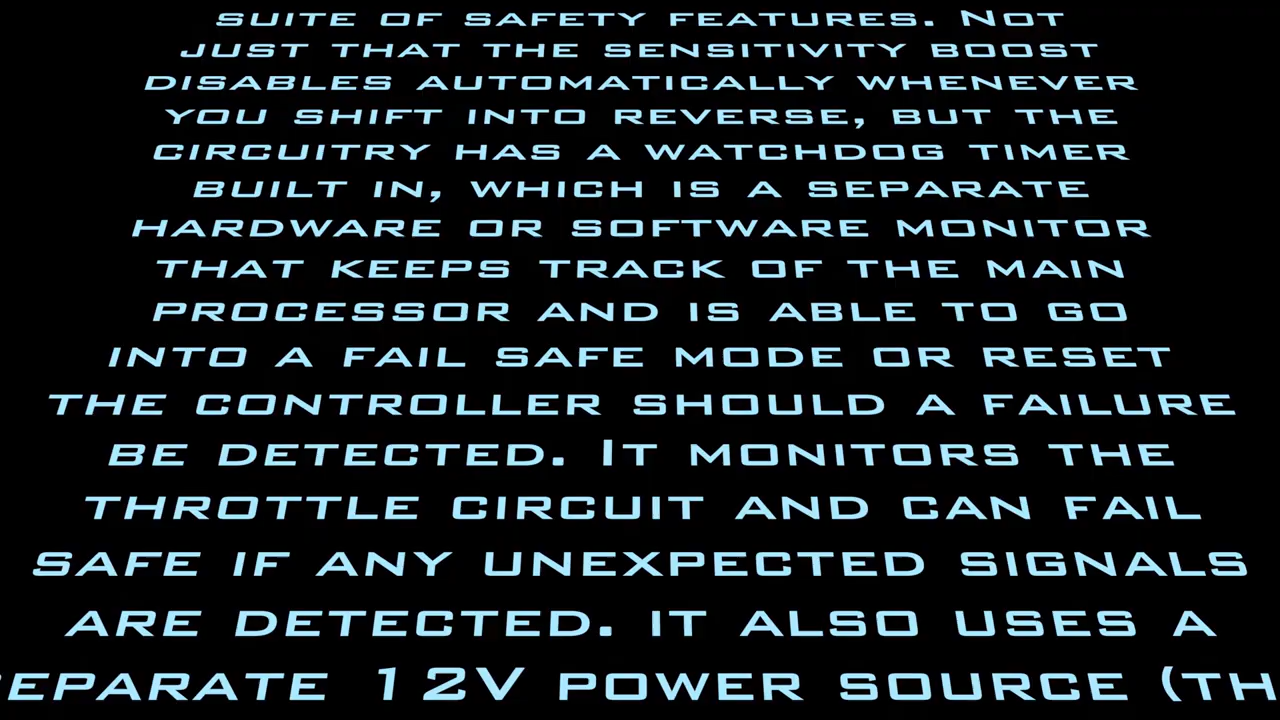 SUITE OF SAFETY FEATURES. NOT
JUST THAT THE SENSITIVITY BOOST
DISABLES AUTOMATICALLY WHENEVER
YOU SHIFT INTO REVERSE, BUT THE
CIRCUITRY HAS A WATCHDOG TIMER
BUILT IN, WHICH IS A SEPARATE
HARDWARE OR SOFTWARE MONITOR
THAT KEEPS TRACK OF THE MAIN
PROCESSOR AND IS ABLE TO GO
INTO A FAIL SAFE MODE OR RESET
THE CONTROLLER SHOULD A FAILURE
BE DETECTED. IT MONITORS THE
THROTTLE CIRCUIT AND CAN FAIL
SAFE IF ANY UNEXPECTED SIGNALS
ARE DETECTED. IT ALSO USES A
EPARATE 12V POWER SOURCE (TH